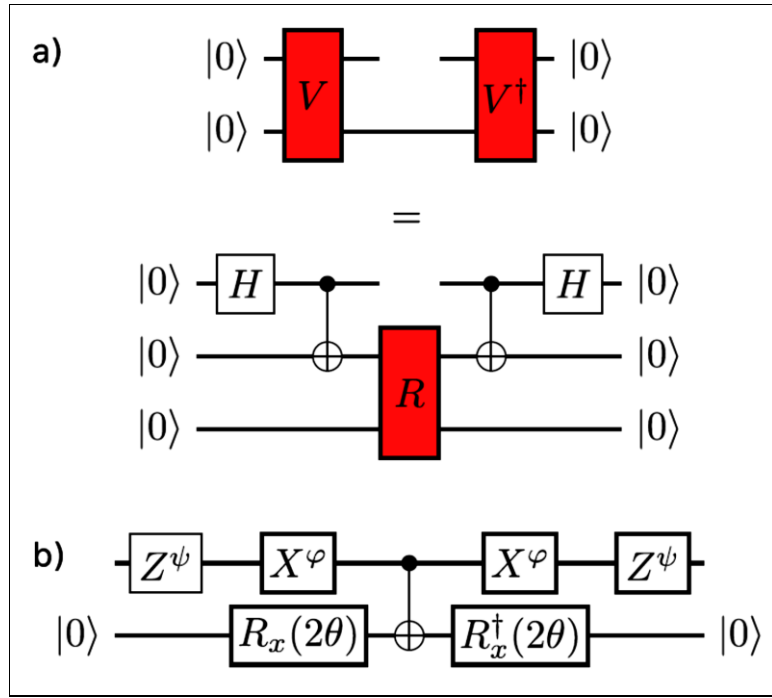 a)
|0⟩ V V† |0⟩
|0⟩ |0⟩
=
|0⟩ H H |0⟩
|0⟩ R |0⟩
|0⟩ |0⟩
b)
Z^ψ X^φ X^φ Z^ψ
|0⟩ R_x(2θ) R_x^†(2θ) |0⟩